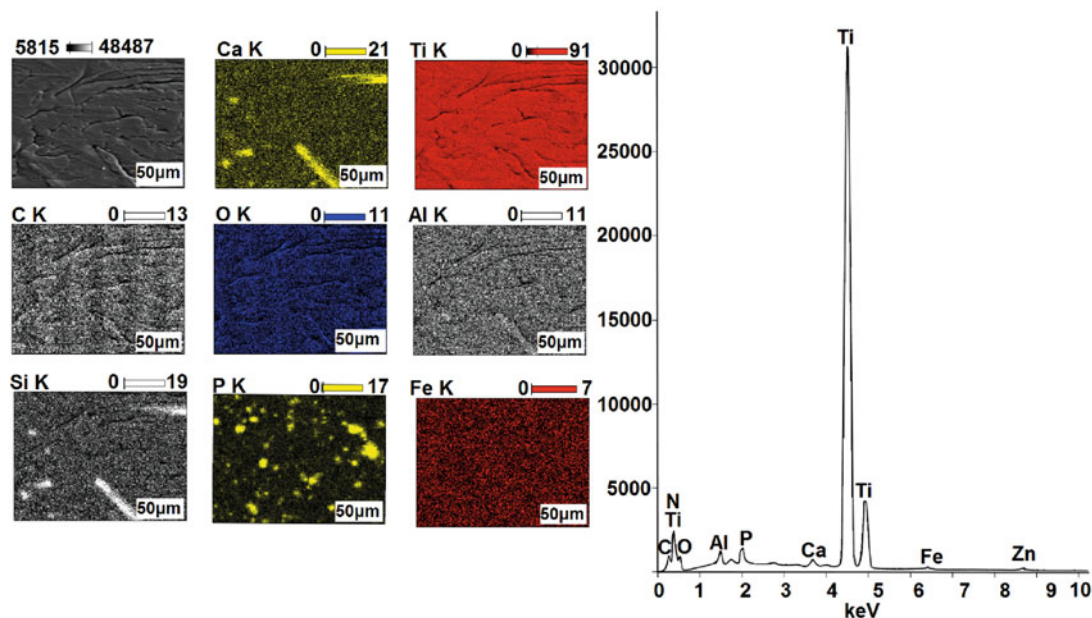 5815 48487
50µm
Ca K 0 21
50µm
Ti K 0 91
50µm
C K 0 13
50µm
O K 0 11
50µm
Al K 0 11
50µm
Si K 0 19
50µm
P K 0 17
50µm
Fe K 0 7
50µm
Ti
30000
25000
20000
15000
10000
5000
N
Ti
Ti
C O Al P Ca Fe Zn
0 1 2 3 4 5 6 7 8 9 10
keV